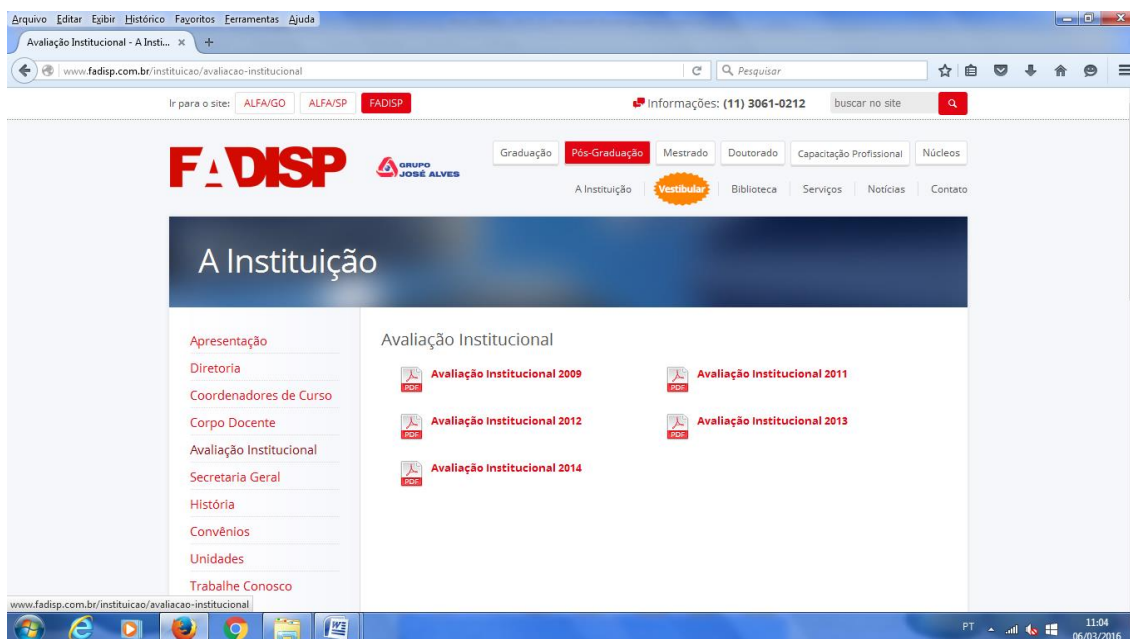 Arquivo Editar Exibir Histórico Favoritos Ferramentas Ajuda
Avaliação Institucional - A Insti... × +
www.fadisp.com.br/instituicao/avaliacao-institucional
Pesquisar
Ir para o site: ALFA/GO ALFA/SP FADISP
Informações: (11) 3061-0212
buscar no site
FADISP
GRUPO
JOSÉ ALVES
Graduação Pós-Graduação Mestrado Doutorado Capacitação Profissional Núcleos
A Instituição Vestibular Biblioteca Serviços Notícias Contato
A Instituição
Apresentação
Diretoria
Coordenadores de Curso
Corpo Docente
Avaliação Institucional
Secretaria Geral
História
Convênios
Unidades
Trabalhe Conosco
Avaliação Institucional
PDF Avaliação Institucional 2009
PDF Avaliação Institucional 2011
PDF Avaliação Institucional 2012
PDF Avaliação Institucional 2013
PDF Avaliação Institucional 2014
www.fadisp.com.br/instituicao/avaliacao-institucional
PT
11:04
06/03/2016